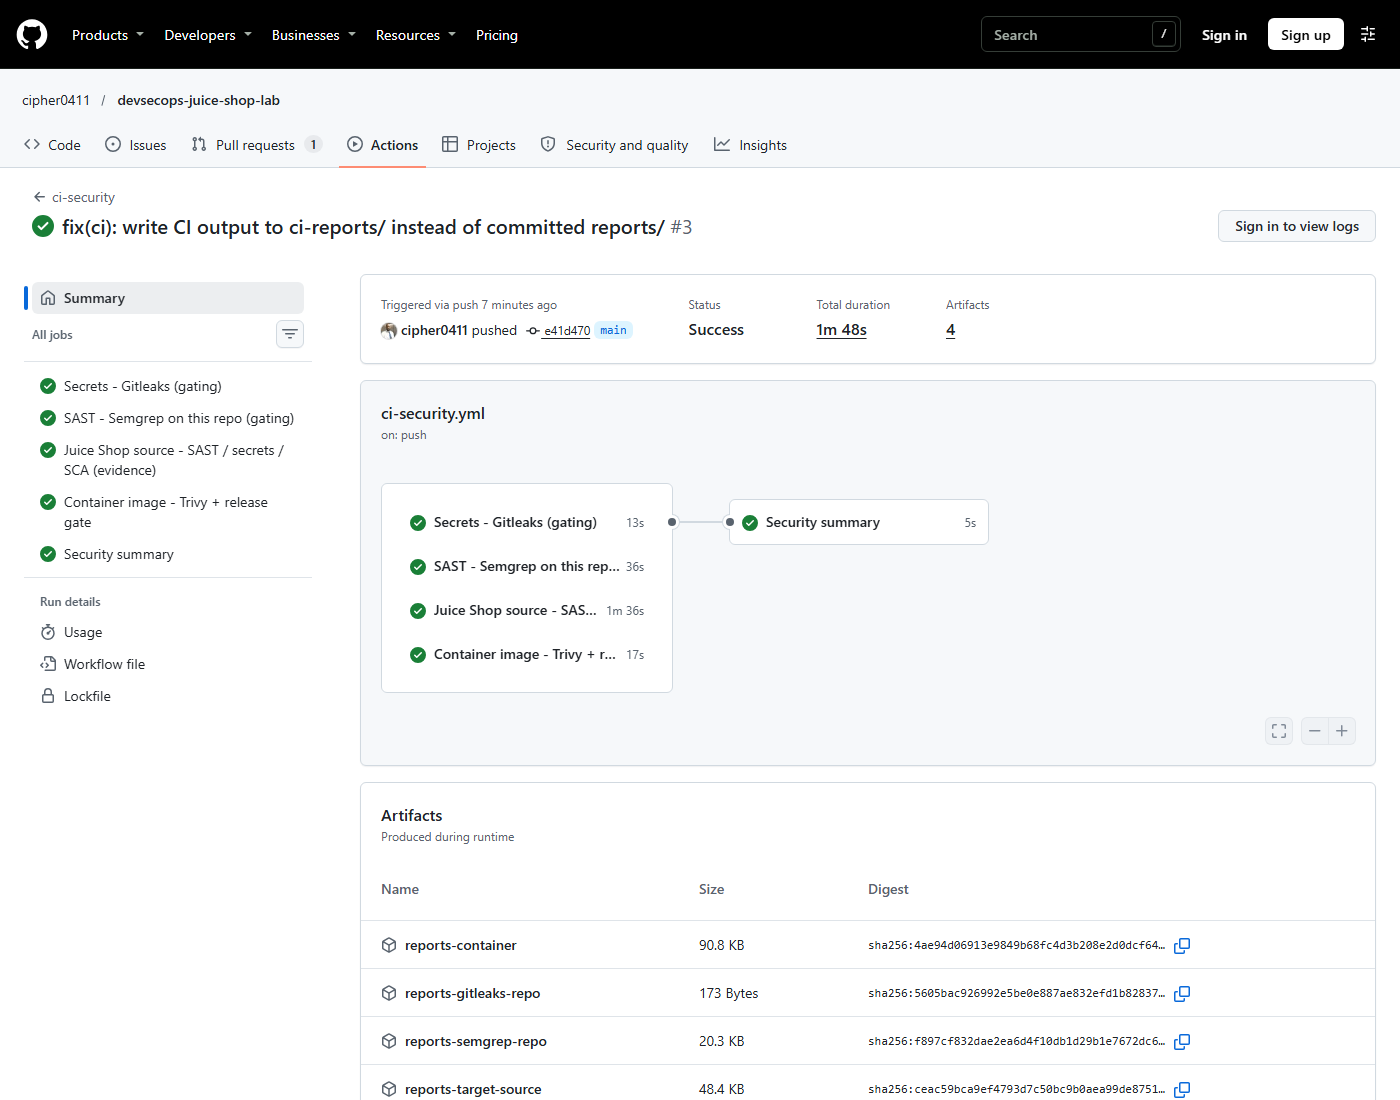 Products Developers Businesses Resources Pricing Search / Sign in Sign up
cipher0411 / devsecops-juice-shop-lab
Code Issues Pull requests 1 Actions Projects Security and quality Insights
ci-security
fix(ci): write CI output to ci-reports/ instead of committed reports/ #3
Sign in to view logs
Summary
All jobs
Secrets - Gitleaks (gating)
SAST - Semgrep on this repo (gating)
Juice Shop source - SAST / secrets /
SCA (evidence)
Container image - Trivy + release
gate
Security summary
Run details
Usage
Workflow file
Lockfile
Triggered via push 7 minutes ago
cipher0411 pushed e41d470 main
Status
Success
Total duration
1m 48s
Artifacts
4
ci-security.yml
on: push
Secrets - Gitleaks (gating) 13s
SAST - Semgrep on this rep... 36s
Juice Shop source - SAS... 1m 36s
Container image - Trivy + r... 17s
Security summary 5s
Artifacts
Produced during runtime
Name Size Digest
reports-container 90.8 KB sha256:4ae94d06913e9849b68fc4d3b208e2d0dcf64…
reports-gitleaks-repo 173 Bytes sha256:5605bac926992e5be0e887ae832efd1b82837…
reports-semgrep-repo 20.3 KB sha256:f897cf832dae2ea6d4f10db1d29b1e7672dc6…
reports-target-source 48.4 KB sha256:ceac59bca9ef4793d7c50bc9b0aea99de8751…